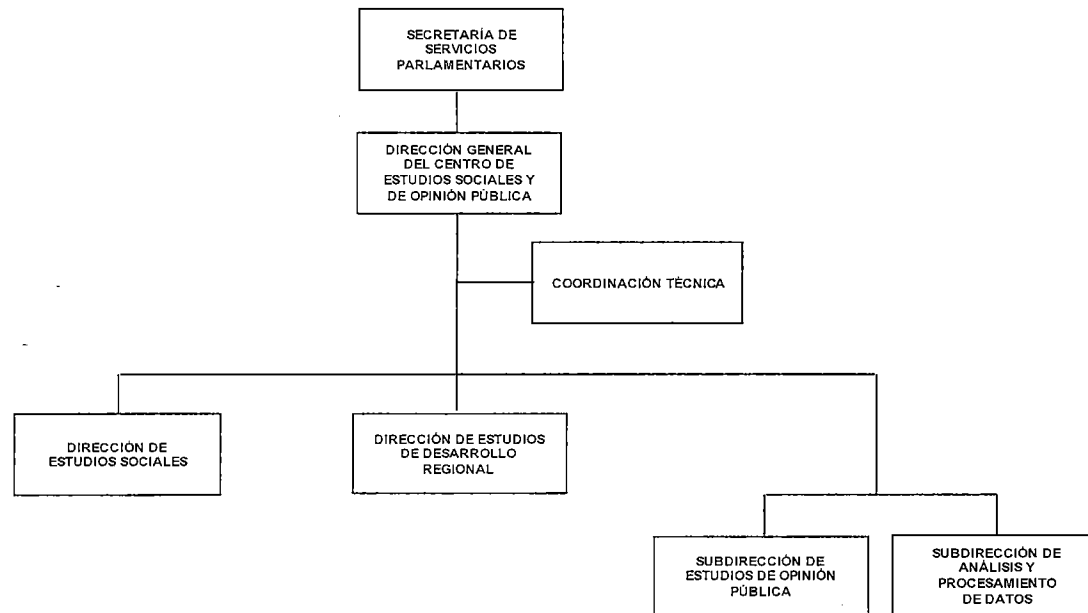 SECRETARÍA DE
SERVICIOS
PARLAMENTARIOS
DIRECCIÓN GENERAL
DEL CENTRO DE
ESTUDIOS SOCIALES Y
DE OPINIÓN PÚBLICA
COORDINACIÓN TÉCNICA
DIRECCIÓN DE
ESTUDIOS SOCIALES
DIRECCIÓN DE ESTUDIOS
DE DESARROLLO
REGIONAL
SUBDIRECCIÓN DE
ESTUDIOS DE OPINIÓN
PÚBLICA
SUBDIRECCIÓN DE
ANÁLISIS Y
PROCESAMIENTO
DE DATOS